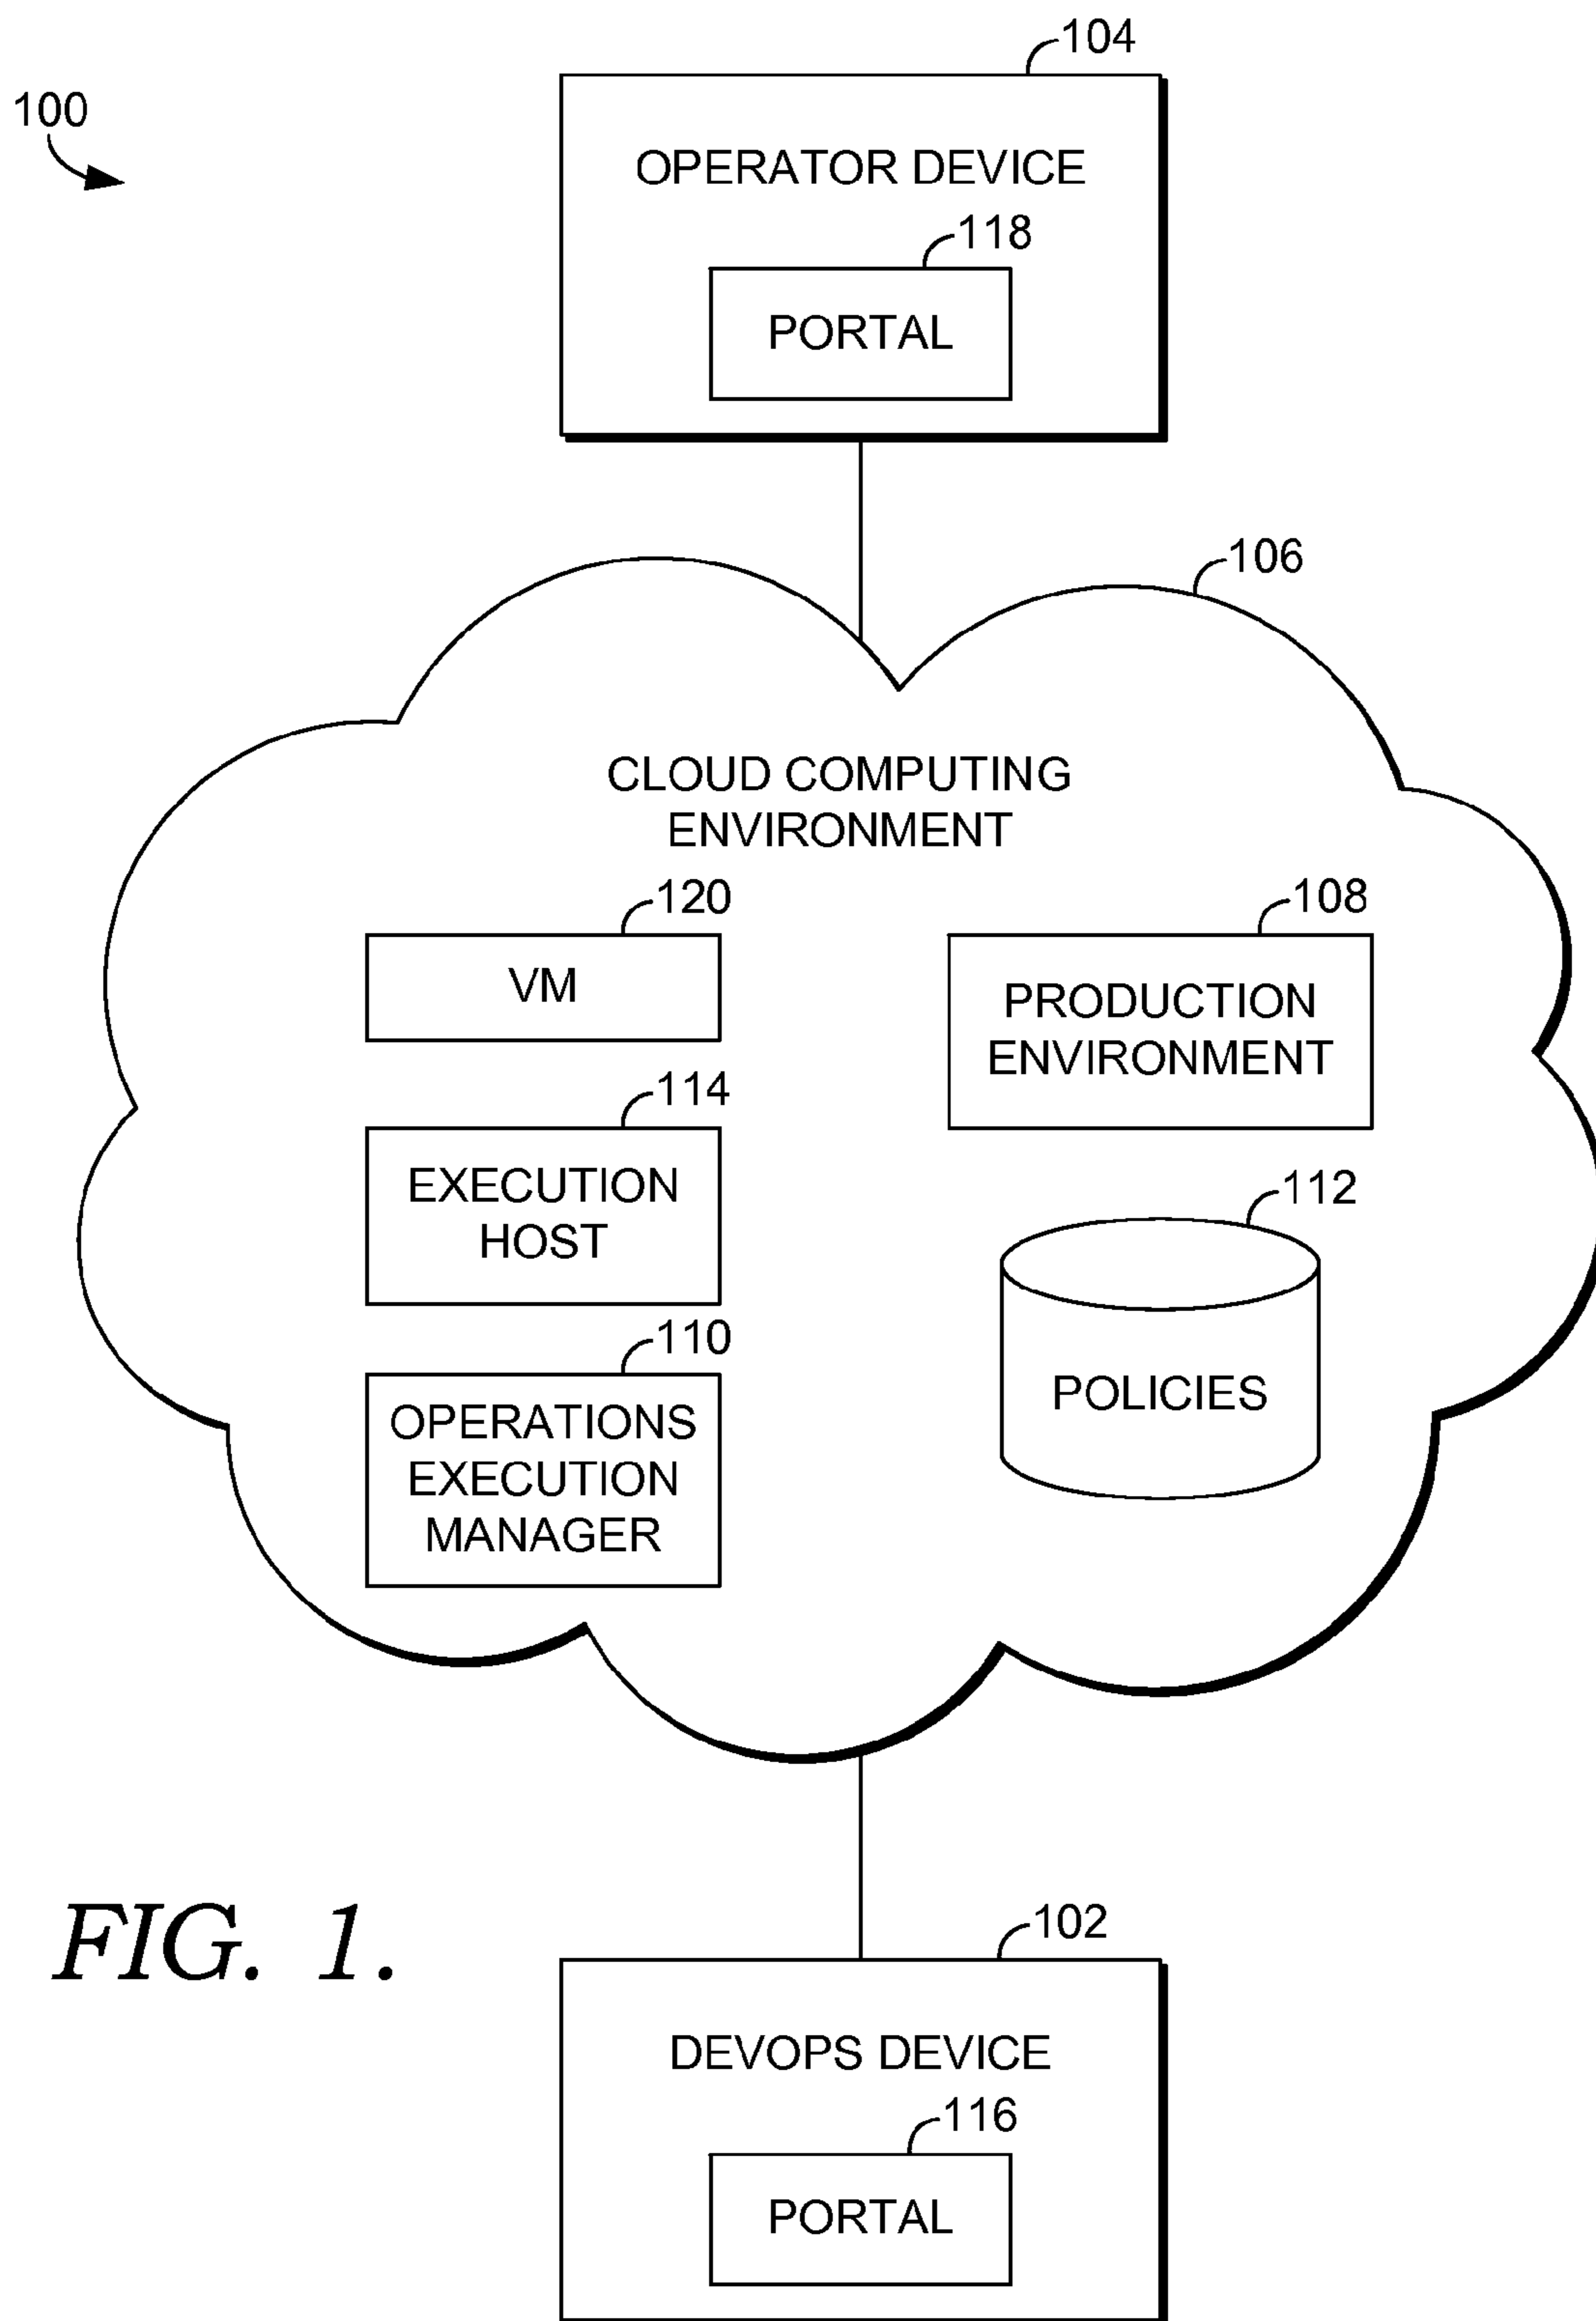 104
100
OPERATOR DEVICE
118
PORTAL
106
CLOUD COMPUTING
ENVIRONMENT
120
VM
108
PRODUCTION
ENVIRONMENT
114
EXECUTION
HOST
112
POLICIES
110
OPERATIONS
EXECUTION
MANAGER
FIG. 1.
102
DEVOPS DEVICE
116
PORTAL